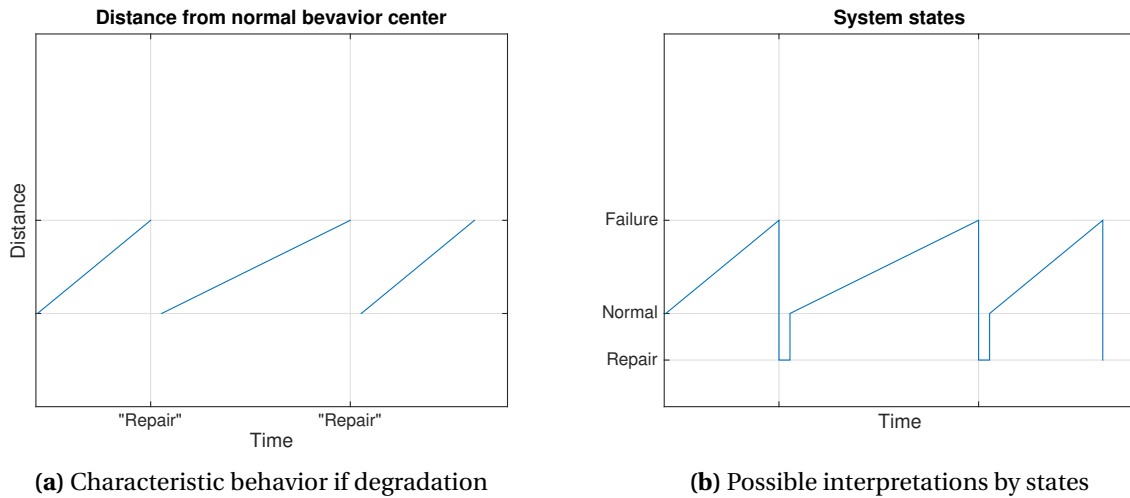 Distance from normal bevavior center
Distance
"Repair" "Repair"
Time
(a) Characteristic behavior if degradation
System states
Failure
Normal
Repair
Time
(b) Possible interpretations by states